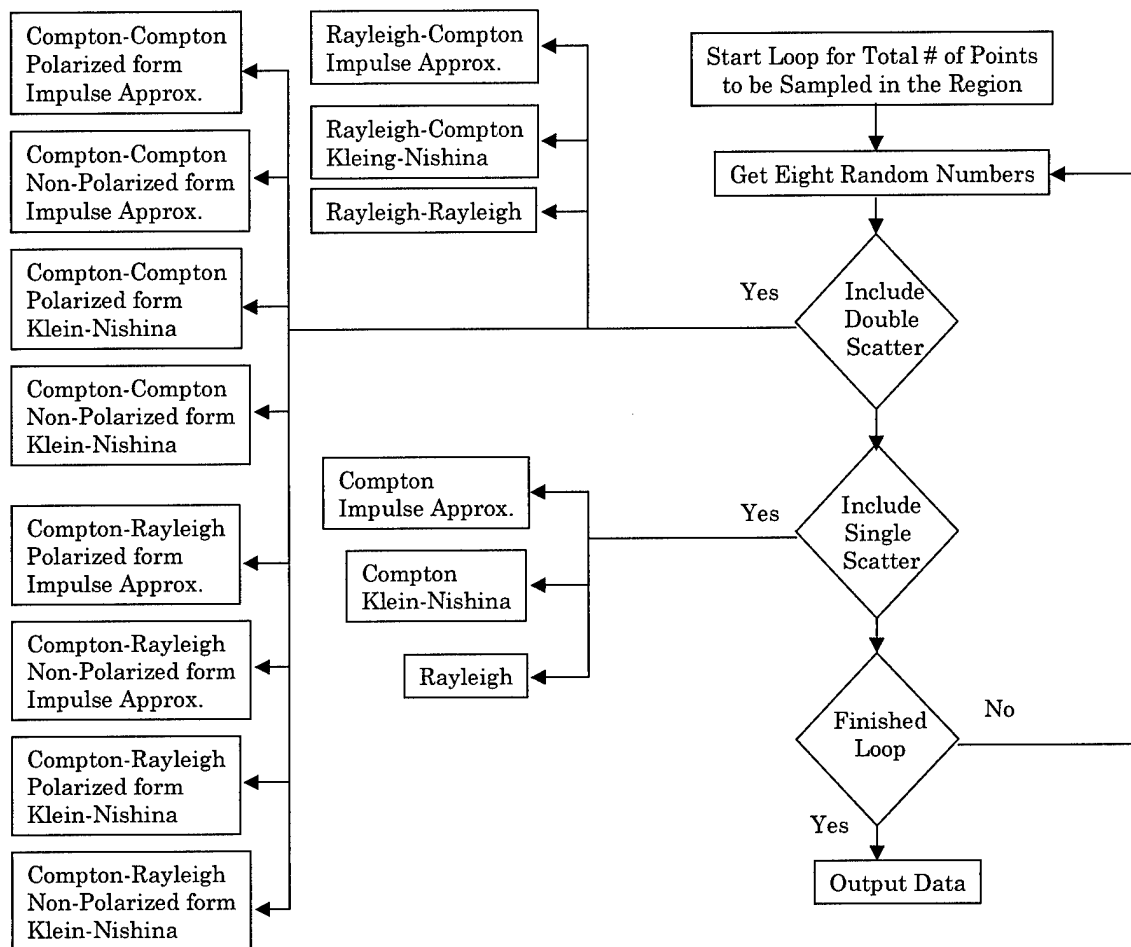 Compton-Compton
Polarized form
Impulse Approx.
Compton-Compton
Non-Polarized form
Impulse Approx.
Compton-Compton
Polarized form
Klein-Nishina
Compton-Compton
Non-Polarized form
Klein-Nishina
Compton-Rayleigh
Polarized form
Impulse Approx.
Compton-Rayleigh
Non-Polarized form
Impulse Approx.
Compton-Rayleigh
Polarized form
Klein-Nishina
Compton-Rayleigh
Non-Polarized form
Klein-Nishina
Rayleigh-Compton
Impulse Approx.
Rayleigh-Compton
Kleing-Nishina
Rayleigh-Rayleigh
Compton
Impulse Approx.
Compton
Klein-Nishina
Rayleigh
Start Loop for Total # of Points
to be Sampled in the Region
Get Eight Random Numbers
Yes
Include
Double
Scatter
Yes
Include
Single
Scatter
Finished
Loop
No
Yes
Output Data